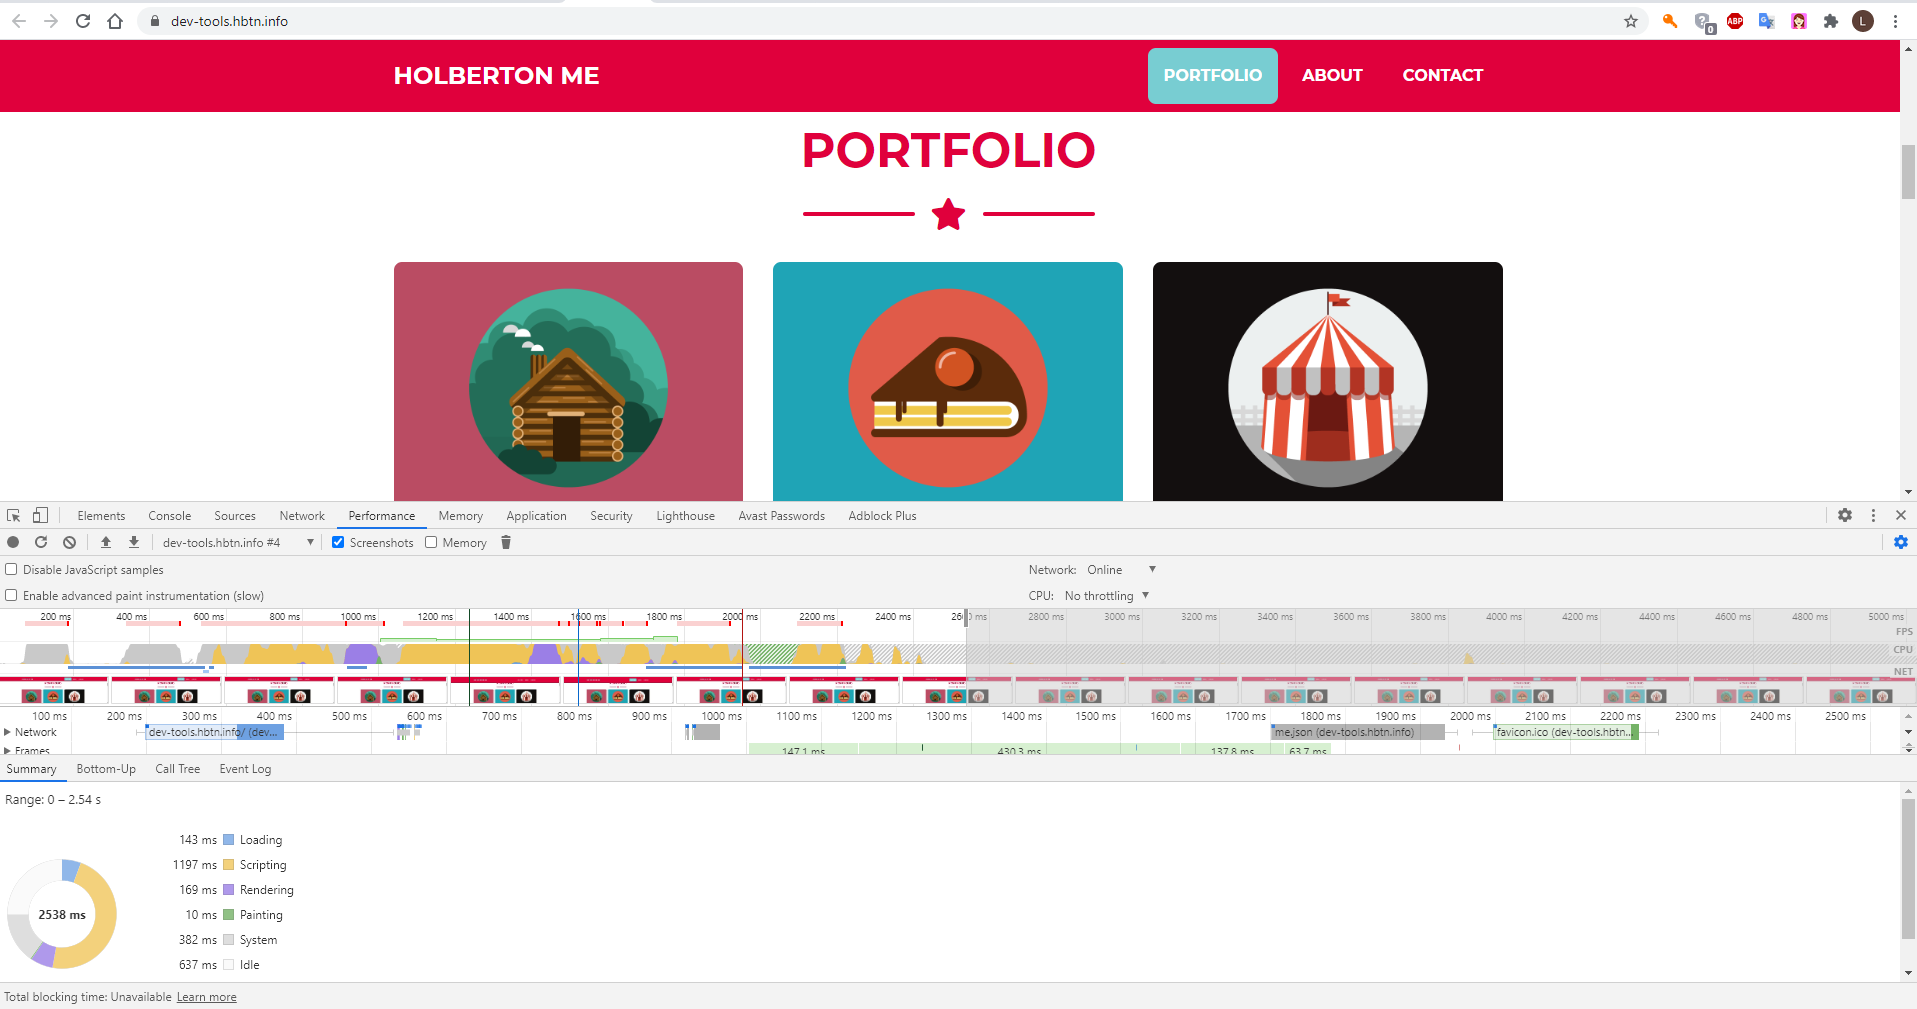 dev-tools.hbtn.info
0
ABP
L
HOLBERTON ME
PORTFOLIO ABOUT CONTACT
PORTFOLIO
Elements Console Sources Network Performance Memory Application Security Lighthouse Avast Passwords Adblock Plus
dev-tools.hbtn.info #4 Screenshots Memory
Disable JavaScript samples Network: Online
Enable advanced paint instrumentation (slow) CPU: No throttling
200 ms 400 ms 600 ms 800 ms 1000 ms 1200 ms 1400 ms 1600 ms 1800 ms 2000 ms 2200 ms 2400 ms 2800 ms 3000 ms 3200 ms 3400 ms 3600 ms 3800 ms 4000 ms 4200 ms 4400 ms 4600 ms 4800 ms 5000 ms
FPS
CPU
NET
100 ms 200 ms 300 ms 400 ms 500 ms 600 ms 700 ms 800 ms 900 ms 1000 ms 1100 ms 1200 ms 1300 ms 1400 ms 1500 ms 1600 ms 1700 ms 1800 ms 1900 ms 2000 ms 2100 ms 2200 ms 2300 ms 2400 ms 2500 ms
Network dev-tools.hbtn.info/ (dev... me.json (dev-tools.hbtn.info) favicon.ico (dev-tools.hbtn...
Frames 147.1 ms 430.3 ms 137.8 ms 63.7 ms
Summary Bottom-Up Call Tree Event Log
Range: 0 – 2.54 s
143 ms Loading
1197 ms Scripting
169 ms Rendering
2538 ms
10 ms Painting
382 ms System
637 ms Idle
Total blocking time: Unavailable Learn more